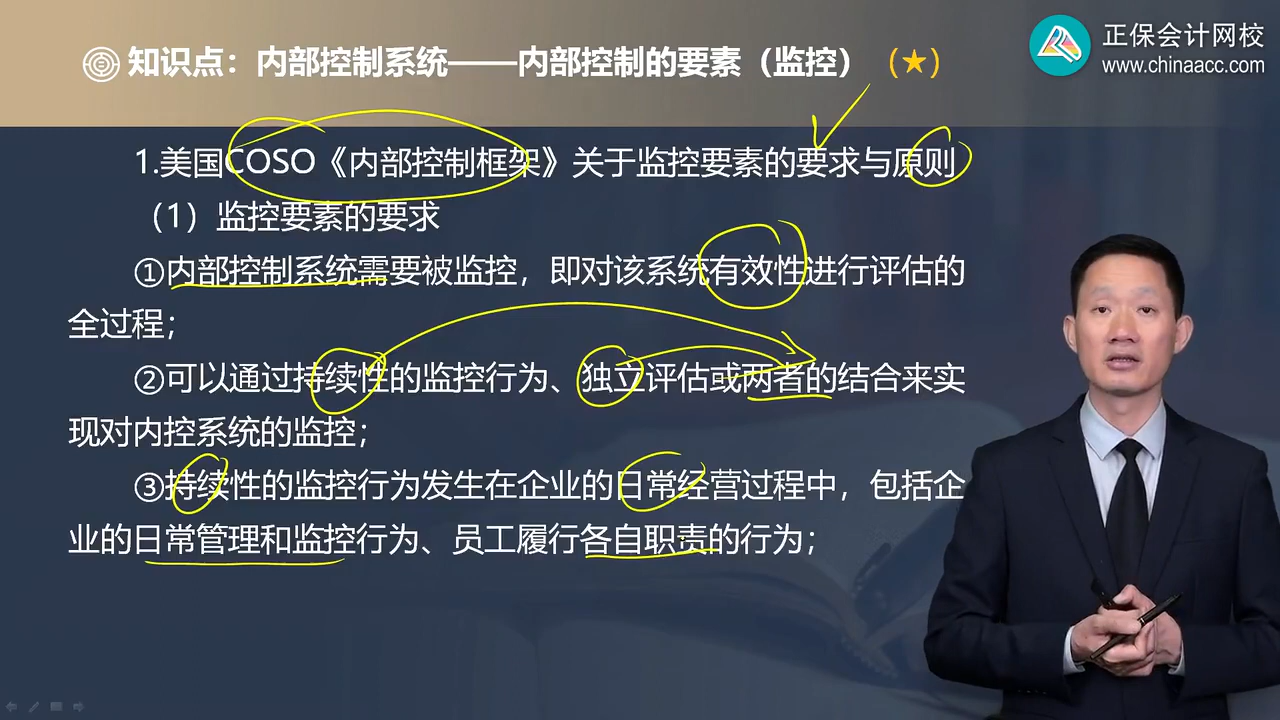 知识点：内部控制系统——内部控制的要素（监控）（★）
正保会计网校
www.chinaacc.com
1.美国COSO《内部控制框架》关于监控要素的要求与原则
（1）监控要素的要求
①内部控制系统需要被监控，即对该系统有效性进行评估的
全过程；
②可以通过持续性的监控行为、独立评估或两者的结合来实
现对内控系统的监控；
③持续性的监控行为发生在企业的日常经营过程中，包括企
业的日常管理和监控行为、员工履行各自职责的行为；